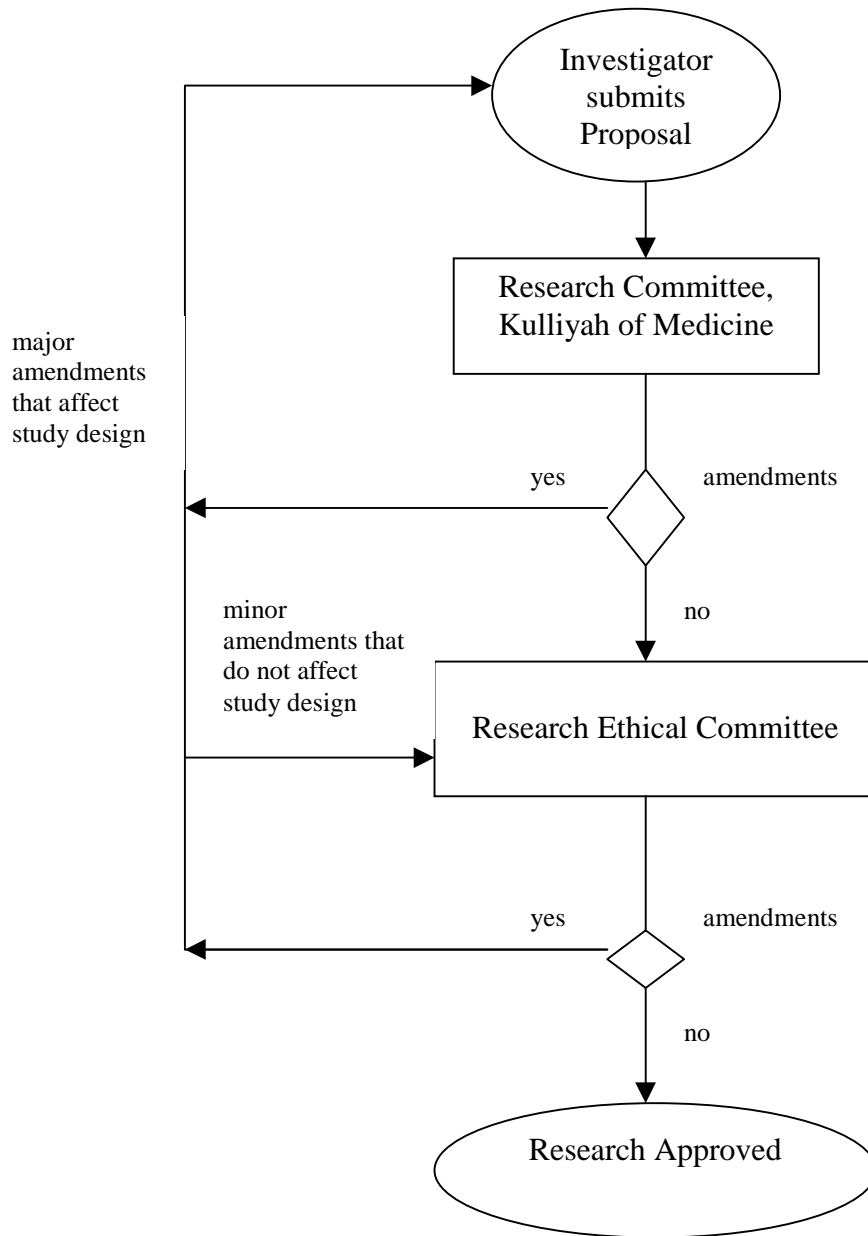 Investigator
submits
Proposal
Research Committee,
Kulliyah of Medicine
major
amendments
that affect
study design
yes
amendments
no
minor
amendments that
do not affect
study design
Research Ethical Committee
yes
amendments
no
Research Approved